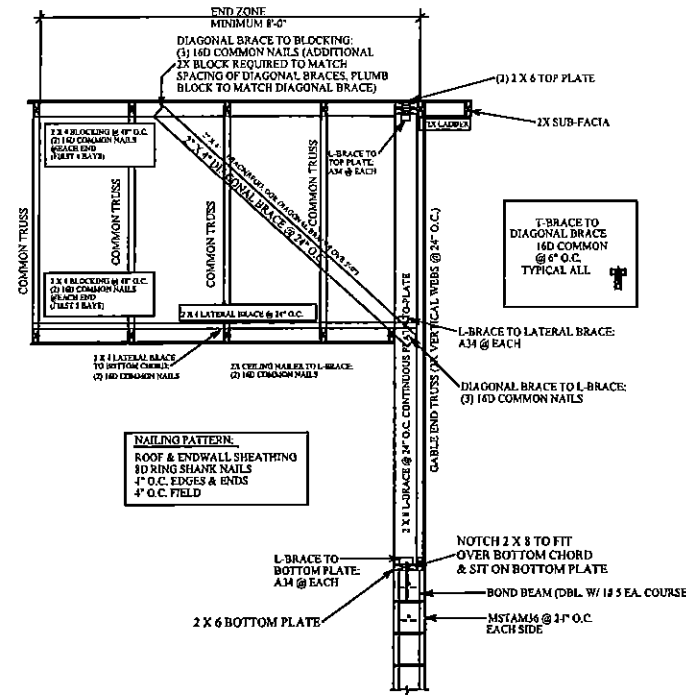 END ZONE
MINIMUM 8'-0"
DIAGONAL BRACE TO BLOCKING:
(3) 16D COMMON NAILS (ADDITIONAL
2X BLOCK REQUIRED TO MATCH
SPACING OF DIAGONAL BRACES, PLUMB
BLOCK TO MATCH DIAGONAL BRACE)
(2) 2 X 6 TOP PLATE
2X SUB-FACIA
2X LADDER
2 X 4 BLOCKING @ 48" O.C.
(2) 16D COMMON NAILS
@EACH END
L-BRACE TO
TOP PLATE:
A34 @ EACH
COMMON TRUSS
COMMON TRUSS
COMMON TRUSS
COMMON TRUSS
2" X 4" DIAGONAL BRACE @ 24" O.C.
T-BRACE TO
DIAGONAL BRACE
16D COMMON
@ 6" O.C.
TYPICAL ALL
2 X 4 BLOCKING @ 48" O.C.
(2) 16D COMMON NAILS
@EACH END
2 X 4 LATERAL BRACE @ 24" O.C.
2 X 8 L-BRACE @ 24" O.C. CONTINUOUS PLATE-TO-PLATE
GABLE END TRUSS (2X VERTICAL WEBS @ 24" O.C.)
L-BRACE TO LATERAL BRACE:
A34 @ EACH
2 X 4 LATERAL BRACE
TO BOTTOM CHORD:
(2) 16D COMMON NAILS
2X CEILING NAILER TO L-BRACE:
(2) 16D COMMON NAILS
DIAGONAL BRACE TO L-BRACE:
(3) 16D COMMON NAILS
NAILING PATTERN:
ROOF & ENDWALL SHEATHING
8D RING SHANK NAILS
4" O.C. EDGES & ENDS
4" O.C. FIELD
NOTCH 2 X 8 TO FIT
OVER BOTTOM CHORD
& SIT ON BOTTOM PLATE
L-BRACE TO
BOTTOM PLATE:
A34 @ EACH
BOND BEAM (DBL. W/ 1# 5 EA. COURSE
2 X 6 BOTTOM PLATE
MSTAM36 @ 24" O.C.
EACH SIDE